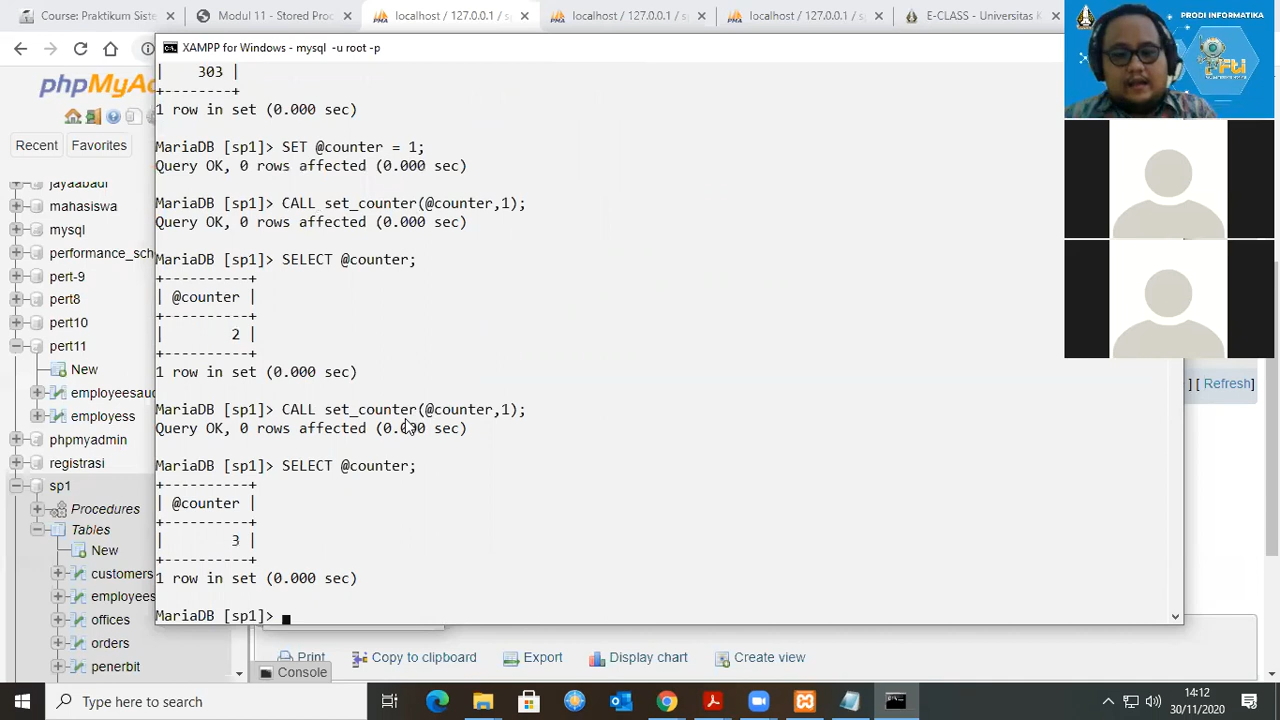 Course: Praktikum Sistem
Modul 11 - Stored Proc
localhost / 127.0.0.1 / sp
localhost / 127.0.0.1 / sp
localhost / 127.0.0.1 / sp
E-CLASS - Universitas K
PRODI INFORMATIKA
Fti
XAMPP for Windows - mysql -u root -p
phpMyAd
Recent
Favorites
jayaabadi
mahasiswa
mysql
performance_sch
pert-9
pert8
pert10
pert11
New
employeesaud
employess
phpmyadmin
registrasi
sp1
Procedures
Tables
New
customers
employees
offices
orders
penerbit
| 303 |
+--------+
1 row in set (0.000 sec)
MariaDB [sp1]> SET @counter = 1;
Query OK, 0 rows affected (0.000 sec)
MariaDB [sp1]> CALL set_counter(@counter,1);
Query OK, 0 rows affected (0.000 sec)
MariaDB [sp1]> SELECT @counter;
+----------+
| @counter |
+----------+
| 2 |
+----------+
1 row in set (0.000 sec)
MariaDB [sp1]> CALL set_counter(@counter,1);
Query OK, 0 rows affected (0.000 sec)
MariaDB [sp1]> SELECT @counter;
+----------+
| @counter |
+----------+
| 3 |
+----------+
1 row in set (0.000 sec)
MariaDB [sp1]>
] [ Refresh]
Print
Copy to clipboard
Export
Display chart
Create view
Console
Type here to search
14:12
30/11/2020